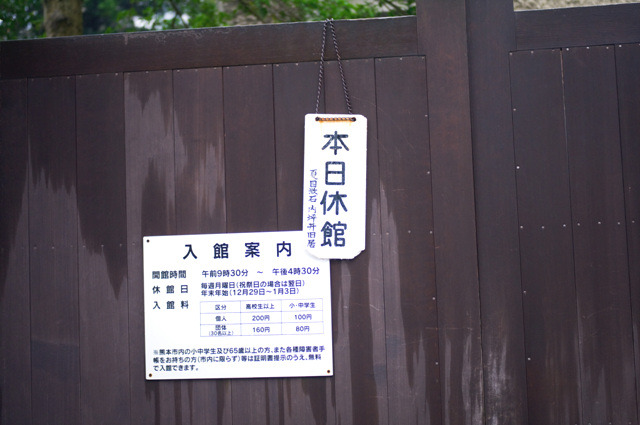 本日休館
夏目漱石内坪井旧居
入館案内
開館時間 午前9時30分 ～ 午後4時30分
休館日 毎週月曜日(祝祭日の場合は翌日)
年末年始(12月29日～1月3日)
入館料 区分 高校生以上 小・中学生
個人 200円 100円
団体 (30名以上) 160円 80円
※熊本市内の小中学生及び65歳以上の方、また各種障害者手
帳をお持ちの方(市内に限らず)等は証明書提示のうえ、無料
で入館できます。